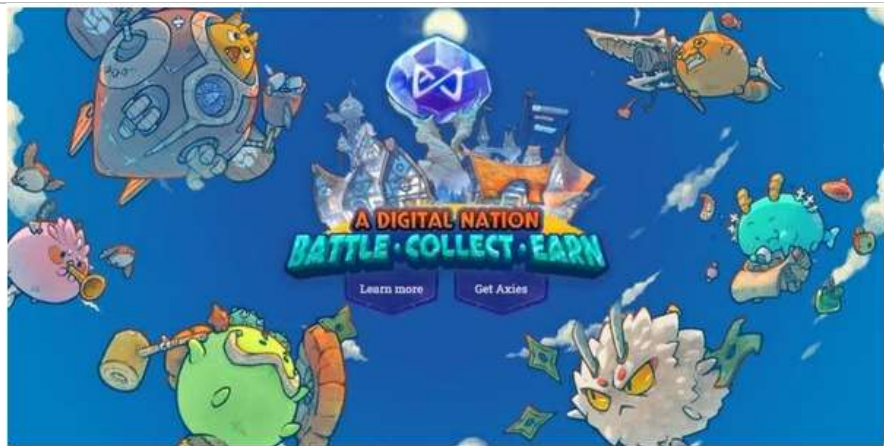 A DIGITAL NATION
BATTLE · COLLECT · EARN
Learn more
Get Axies